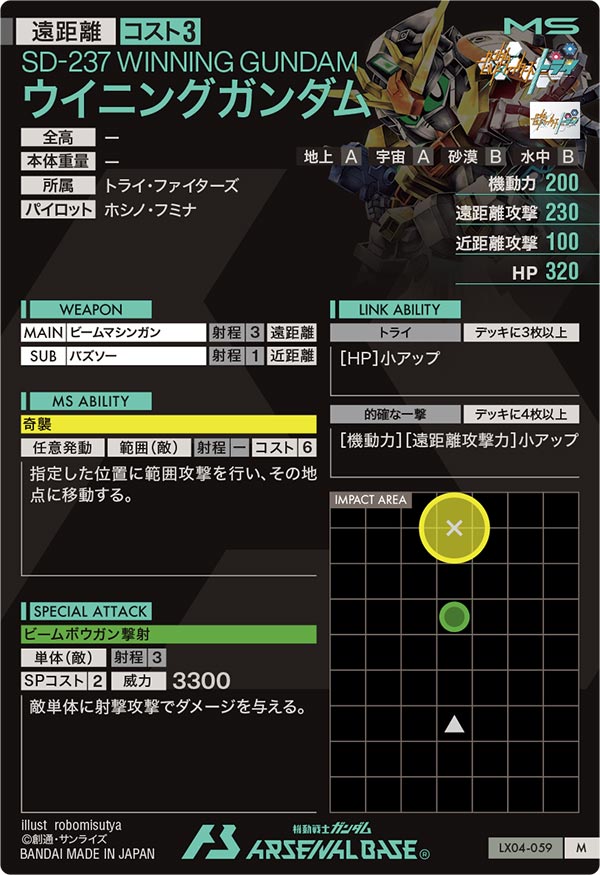 遠距離 コスト3
MS
SD-237 WINNING GUNDAM
ウイニングガンダム
全高 ー
本体重量 ー
所属 トライ・ファイターズ
パイロット ホシノ・フミナ
地上 A 宇宙 A 砂漠 B 水中 B
機動力 200
遠距離攻撃 230
近距離攻撃 100
HP 320
WEAPON
MAIN ビームマシンガン 射程 3 遠距離
SUB バズソー 射程 1 近距離
MS ABILITY
奇襲
任意発動 範囲(敵) 射程 ー コスト 6
指定した位置に範囲攻撃を行い、その地
点に移動する。
SPECIAL ATTACK
ビームボウガン撃射
単体(敵) 射程 3
SPコスト 2 威力 3300
敵単体に射撃攻撃でダメージを与える。
LINK ABILITY
トライ デッキに3枚以上
[HP]小アップ
的確な一撃 デッキに4枚以上
[機動力][遠距離攻撃力]小アップ
IMPACT AREA
illust robomisutya
©創通・サンライズ
BANDAI MADE IN JAPAN
機動戦士ガンダム
ARSENAL BASE®
LX04-059 M